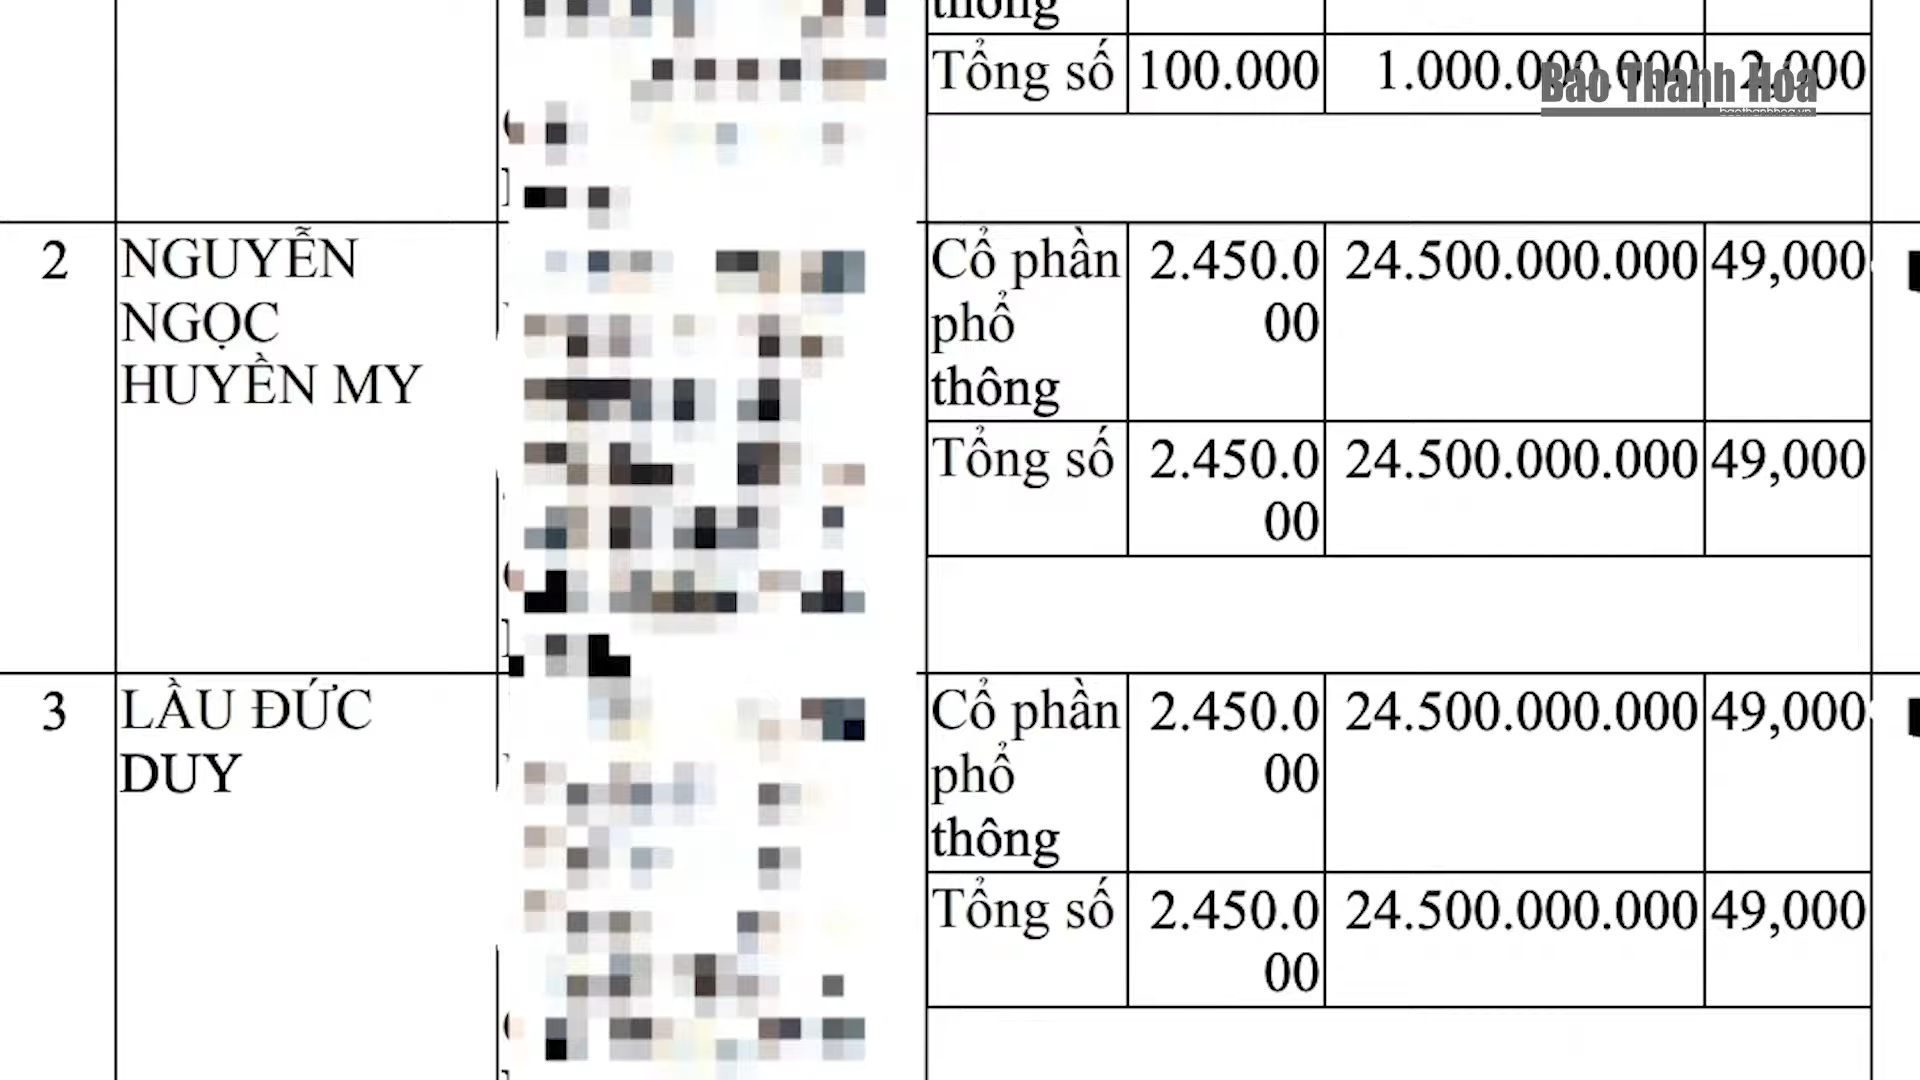 thông
Tổng số 100.000 1.000.000.000 2,000
Báo Thanh Hóa
baothanhhoa.vn
2 NGUYỄN Cổ phần 2.450.0 24.500.000.000 49,000
NGỌC phổ 00
HUYỀN MY thông
Tổng số 2.450.0 24.500.000.000 49,000
00
3 LẦU ĐỨC Cổ phần 2.450.0 24.500.000.000 49,000
DUY phổ 00
thông
Tổng số 2.450.0 24.500.000.000 49,000
00